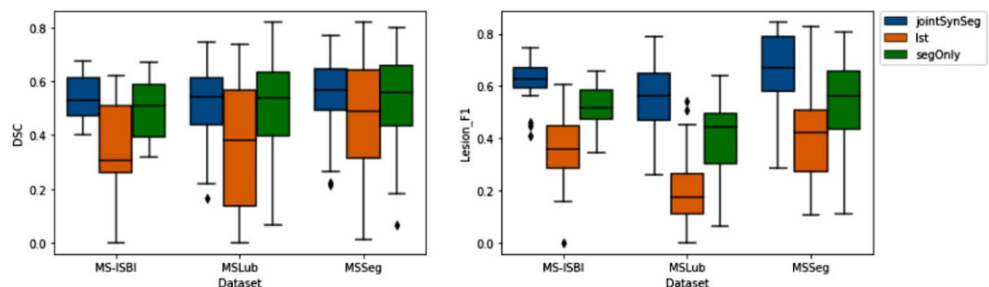 DSC
0.8
0.6
0.4
0.2
0.0
MS-ISBI MSLub MSSeg
Dataset
Lesion_F1
0.8
0.6
0.4
0.2
0.0
MS-ISBI MSLub MSSeg
Dataset
jointSynSeg
lst
segOnly